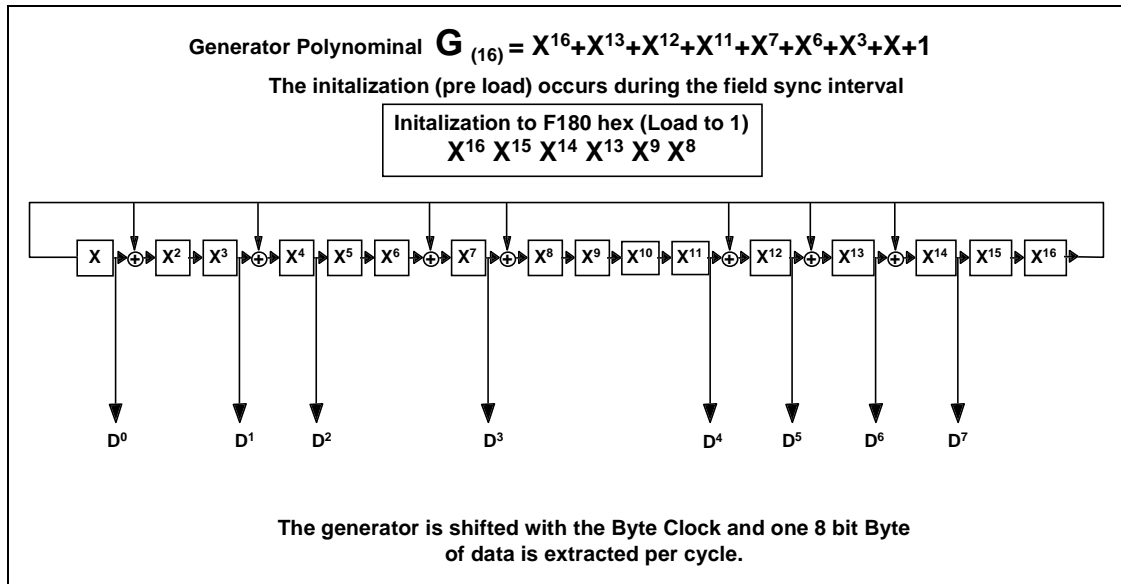 Generator Polynominal G (16) = X¹⁶+X¹³+X¹²+X¹¹+X⁷+X⁶+X³+X+1
The initalization (pre load) occurs during the field sync interval
Initalization to F180 hex (Load to 1)
X¹⁶ X¹⁵ X¹⁴ X¹³ X⁹ X⁸
X + X² X³ + X⁴ X⁵ X⁶ + X⁷ + X⁸ X⁹ X¹⁰ X¹¹ + X¹² + X¹³ + X¹⁴ X¹⁵ X¹⁶
D⁰ D¹ D² D³ D⁴ D⁵ D⁶ D⁷
The generator is shifted with the Byte Clock and one 8 bit Byte
of data is extracted per cycle.